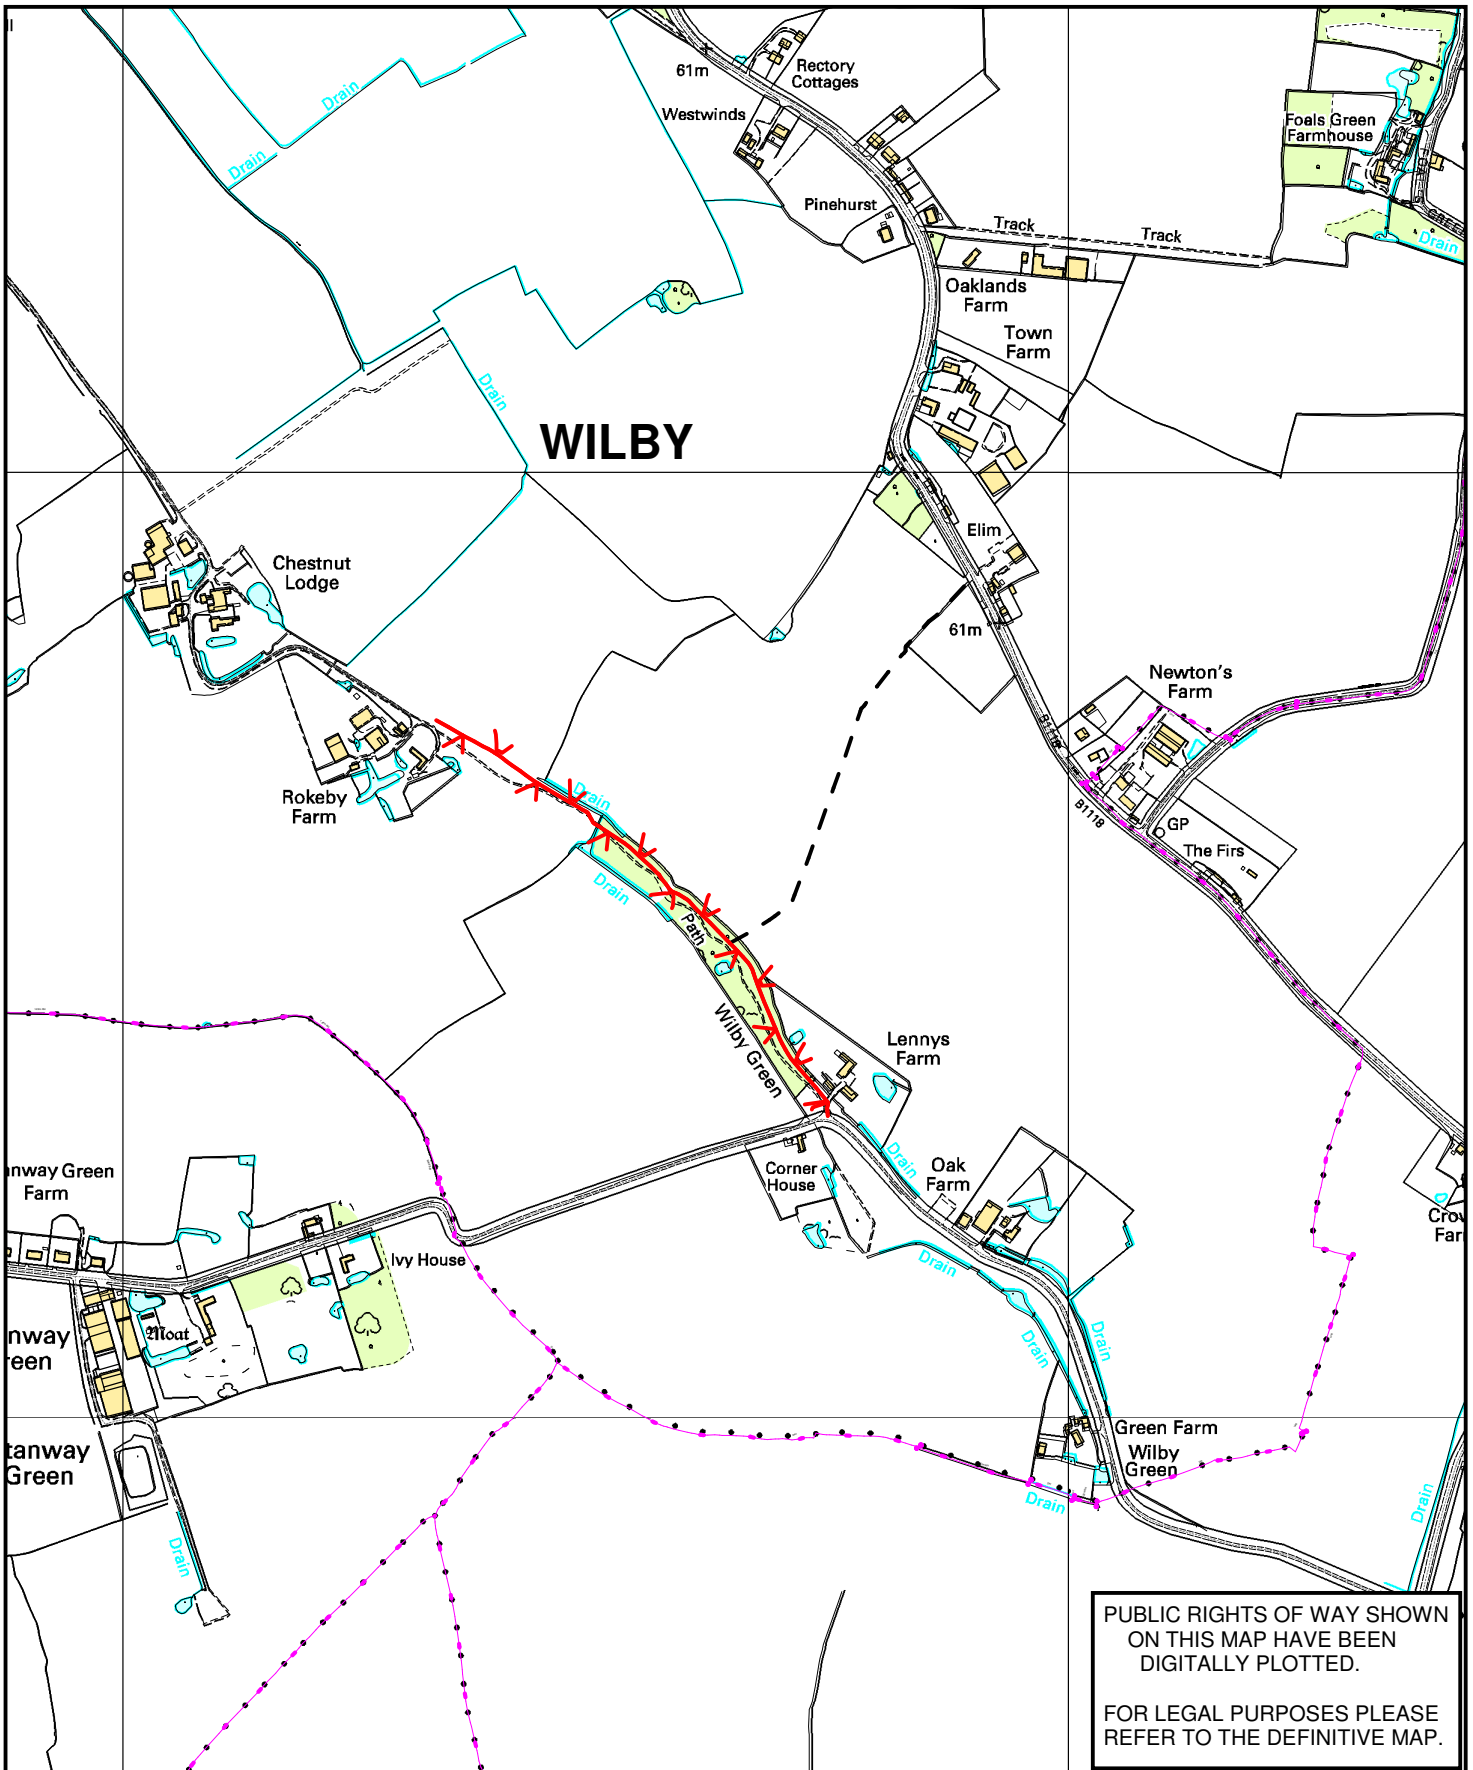 61m
Rectory
Cottages
Westwinds
Drain
Drain
Foals Green
Farmhouse
Pinehurst
Track
Track
Drain
Oaklands
Farm
Town
Farm
Drain
WILBY
Elim
Chestnut
Lodge
61m
Newton's
Farm
B1118
Rokeby
Farm
Drain
B1118
GP
The Firs
Drain
Path
Wilby Green
Lennys
Farm
Drain
nway Green
Farm
Corner
House
Oak
Farm
Ivy House
Drain
Moat
nway
reen
Drain
Drain
Green Farm
Wilby
Green
tanway
Green
Drain
Drain
Drain
PUBLIC RIGHTS OF WAY SHOWN
ON THIS MAP HAVE BEEN
DIGITALLY PLOTTED.
FOR LEGAL PURPOSES PLEASE
REFER TO THE DEFINITIVE MAP.